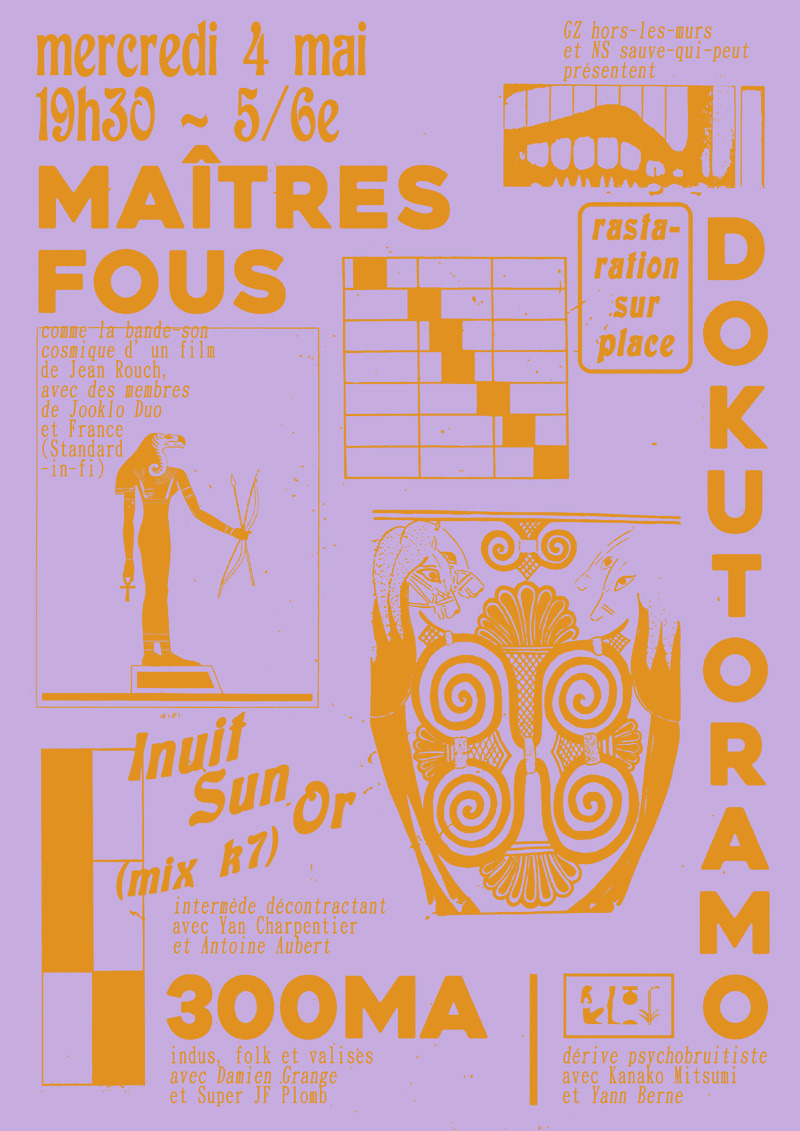 mercredi 4 mai
19h30 ~ 5/6e
GZ hors-les-murs
et NS sauve-qui-peut
présentent
MAÎTRES
FOUS
comme la bande-son
cosmique d'un film
de Jean Rouch,
avec des membres
de Jooklo Duo
et France
(Standard
-in-fi)
rasta-
ration
sur
place
DOKUTORAMO
Inuit
Sun Or
(mix k7)
intermède décontractant
avec Yan Charpentier
et Antoine Aubert
300MA
indus, folk et valises
avec Damien Grange
et Super JF Plomb
dérive psychobruitiste
avec Kanako Mitsumi
et Yann Berne